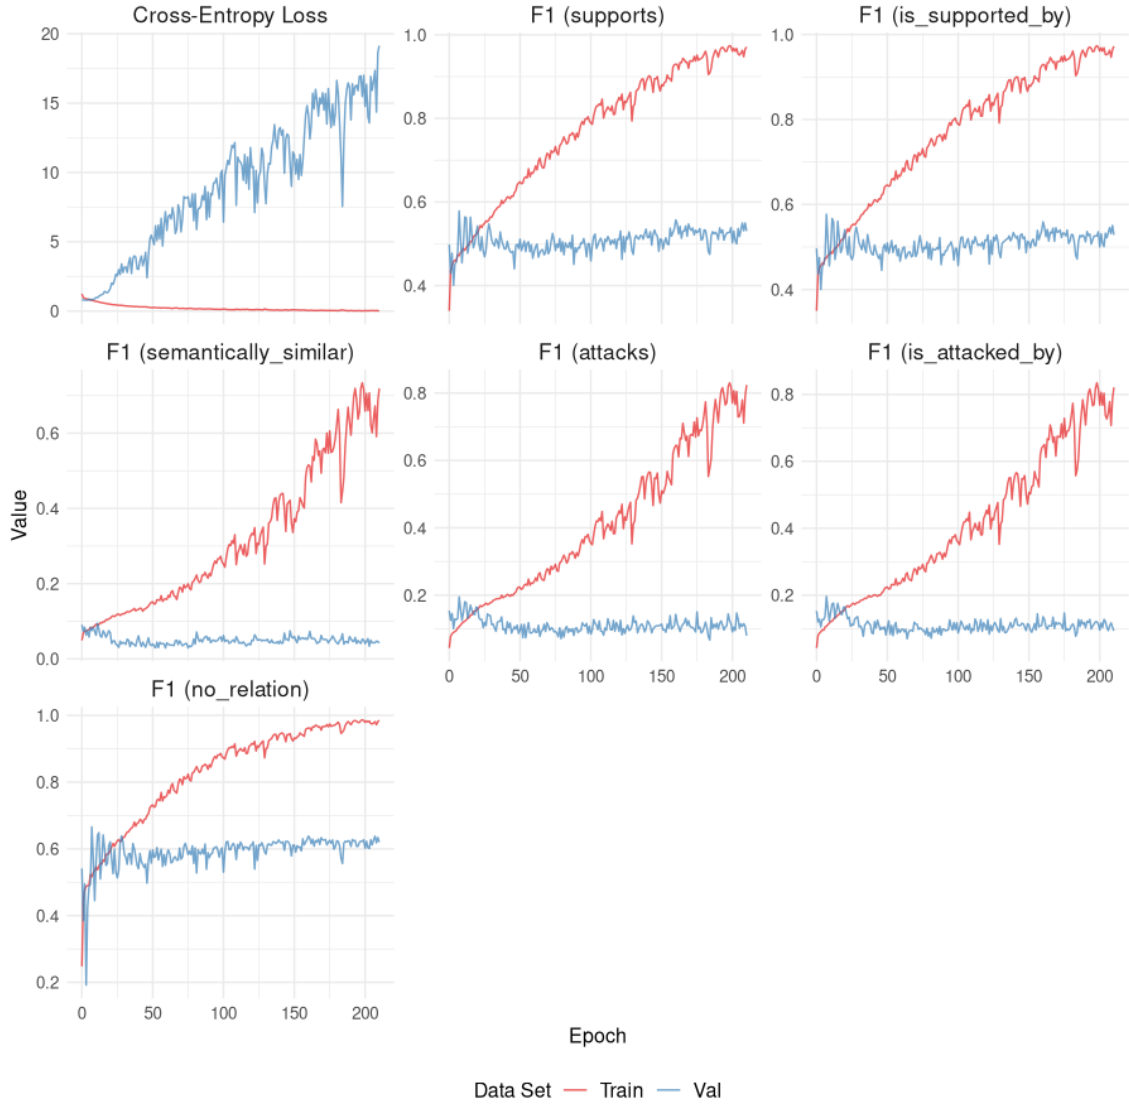 Cross-Entropy Loss
F1 (supports)
F1 (is_supported_by)
20
15
10
5
0
1.0
0.8
0.6
0.4
1.0
0.8
0.6
0.4
F1 (semantically_similar)
F1 (attacks)
F1 (is_attacked_by)
Value
0.6
0.4
0.2
0.0
0.8
0.6
0.4
0.2
0 50 100 150 200
0.8
0.6
0.4
0.2
0 50 100 150 200
F1 (no_relation)
1.0
0.8
0.6
0.4
0.2
0 50 100 150 200
Epoch
Data Set Train Val